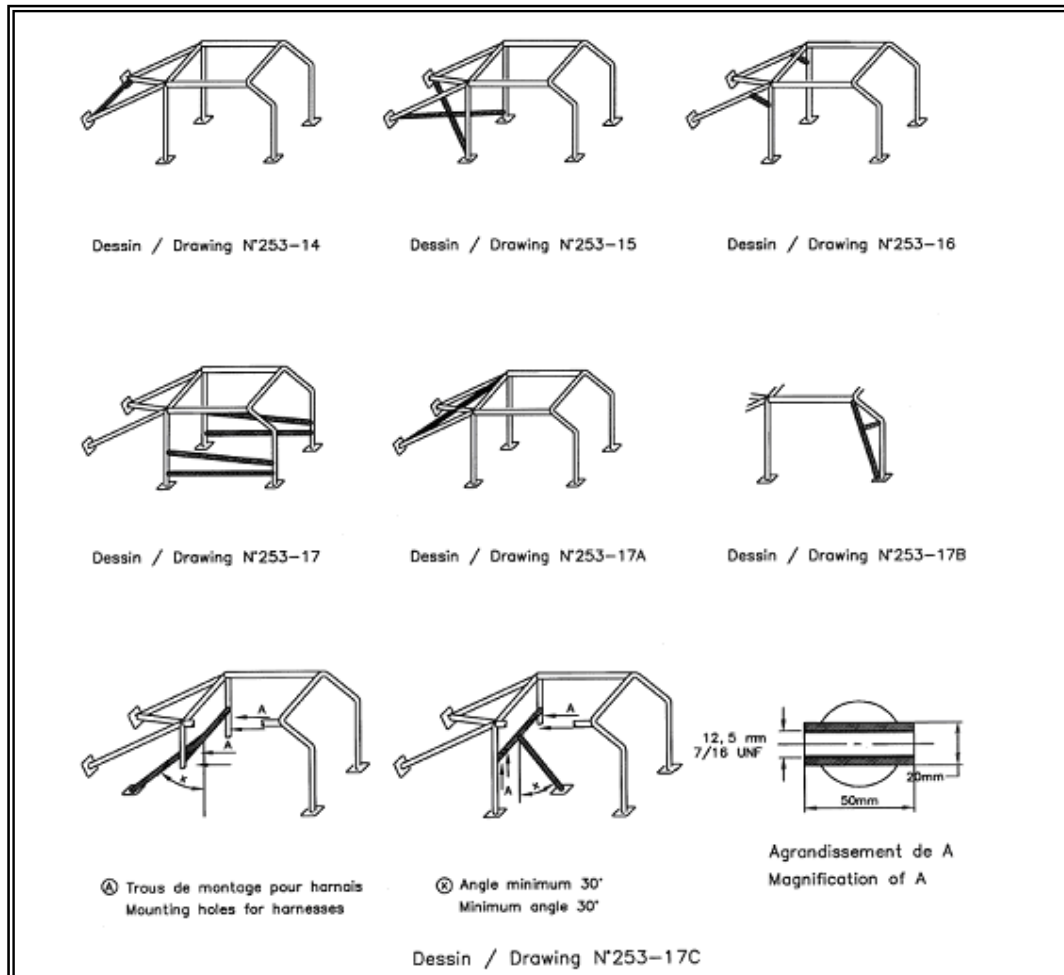 Dessin / Drawing N°253-14
Dessin / Drawing N°253-15
Dessin / Drawing N°253-16
Dessin / Drawing N°253-17
Dessin / Drawing N°253-17A
Dessin / Drawing N°253-17B
A
A
x
A
A
x
12,5 mm
7/16 UNF
20mm
50mm
Ⓐ Trous de montage pour harnais
Mounting holes for harnesses
ⓧ Angle minimum 30°
Minimum angle 30°
Agrandissement de A
Magnification of A
Dessin / Drawing N°253-17C